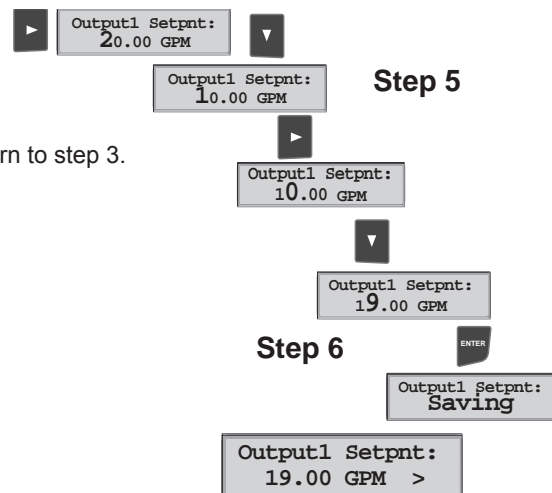 Output1 Setpnt:
20.00 GPM
Output1 Setpnt:
10.00 GPM
Step 5
rn to step 3.
Output1 Setpnt:
10.00 GPM
Output1 Setpnt:
19.00 GPM
Step 6
ENTER
Output1 Setpnt:
Saving
Output1 Setpnt:
19.00 GPM >